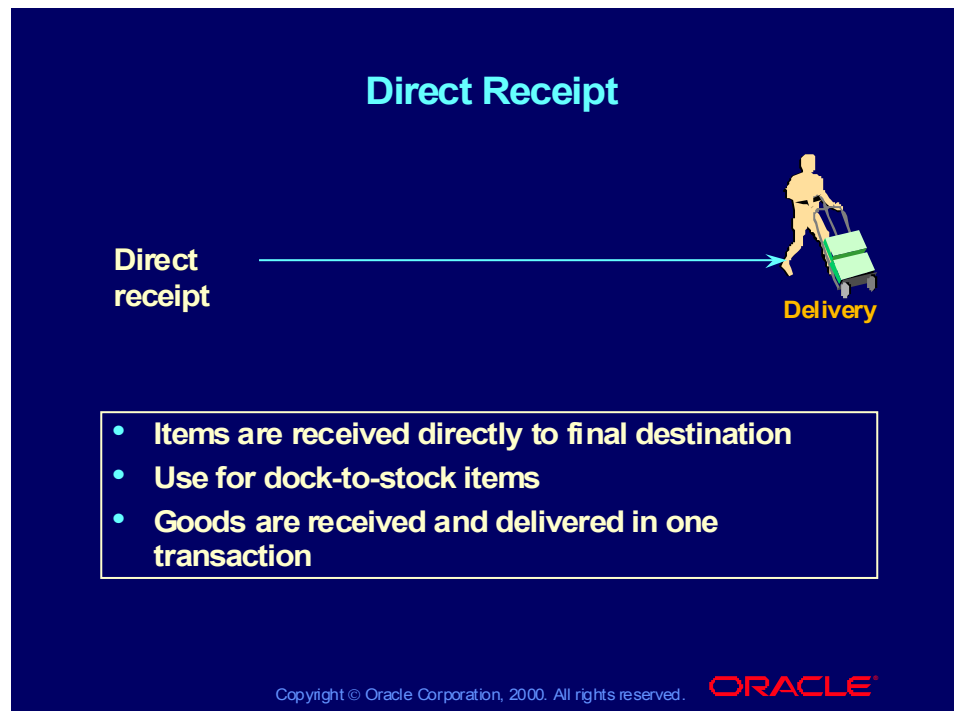 Direct Receipt
Direct
receipt
Delivery
• Items are received directly to final destination
• Use for dock-to-stock items
• Goods are received and delivered in one
transaction
Copyright © Oracle Corporation, 2000. All rights reserved.
ORACLE®